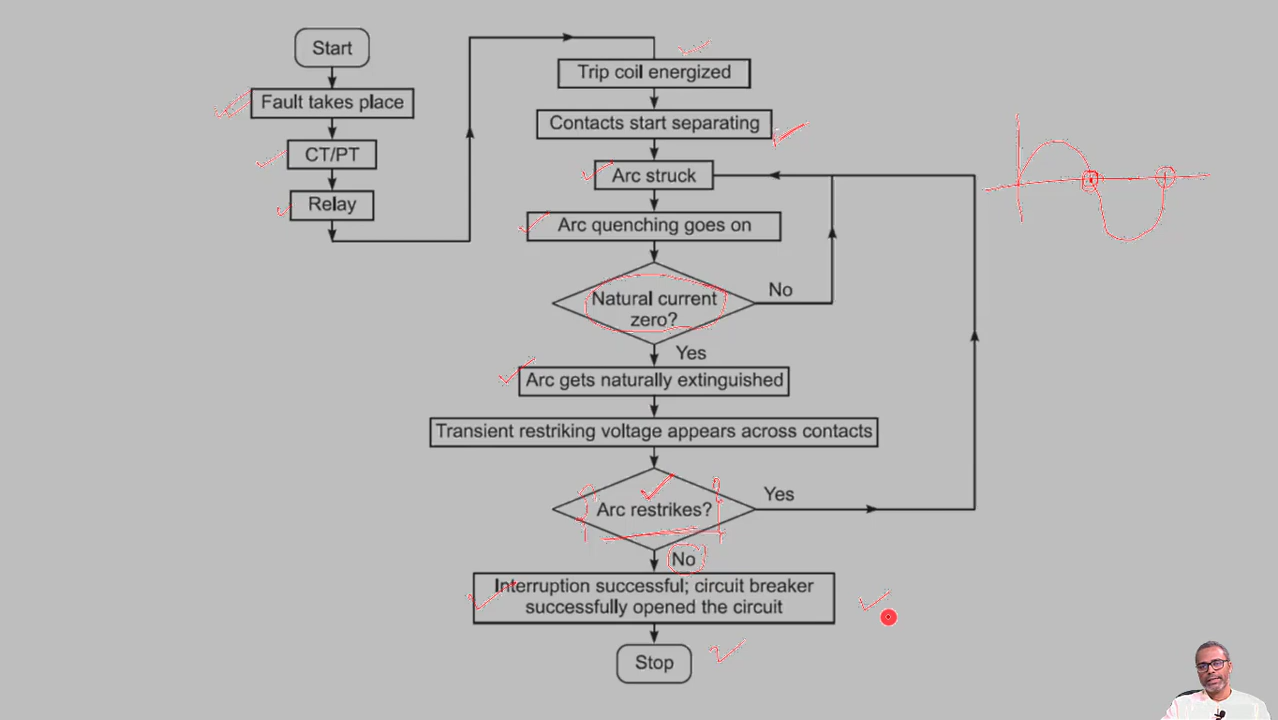 Start
Fault takes place
CT/PT
Relay
Trip coil energized
Contacts start separating
Arc struck
Arc quenching goes on
Natural current
zero?
No
Yes
Arc gets naturally extinguished
Transient restriking voltage appears across contacts
Arc restrikes?
Yes
No
Interruption successful; circuit breaker
successfully opened the circuit
Stop